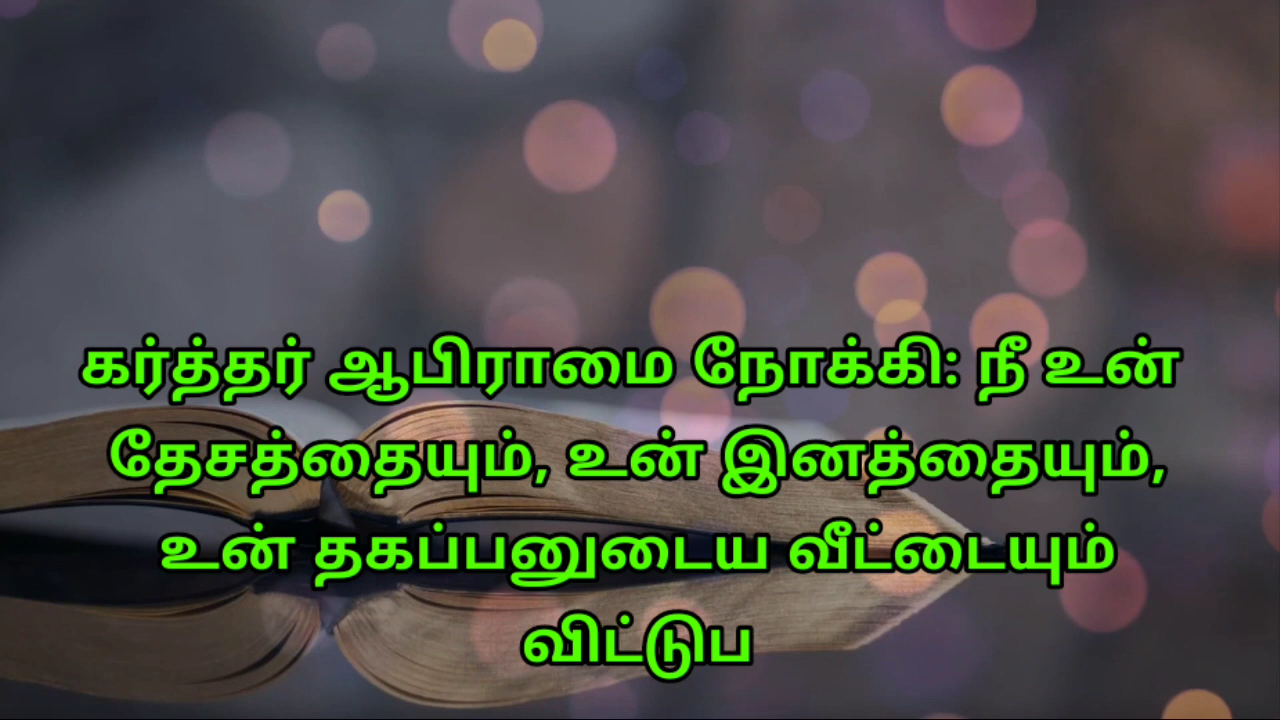 கர்த்தர் ஆபிராமை நோக்கி: நீ உன்
தேசத்தையும், உன் இனத்தையும்,
உன் தகப்பனுடைய வீட்டையும்
விட்டுப